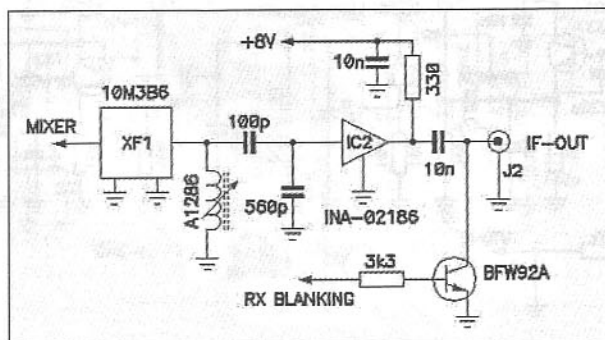 +8V
10n
330
10M3B6
MIXER
XF1
100p
IC2
10n
IF-OUT
J2
A1286
560p
INA-02186
3k3
BFW92A
RX BLANKING